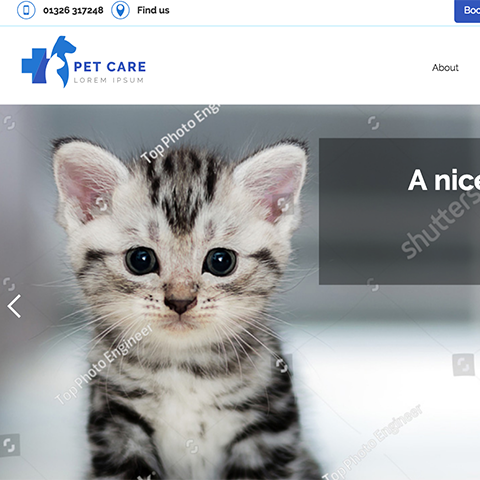 01326 317248
Find us
Boo
PET CARE
LOREM IPSUM
About
Top Photo Engineer
A nice
shutters
Top Photo Engineer
Top Photo Engineer